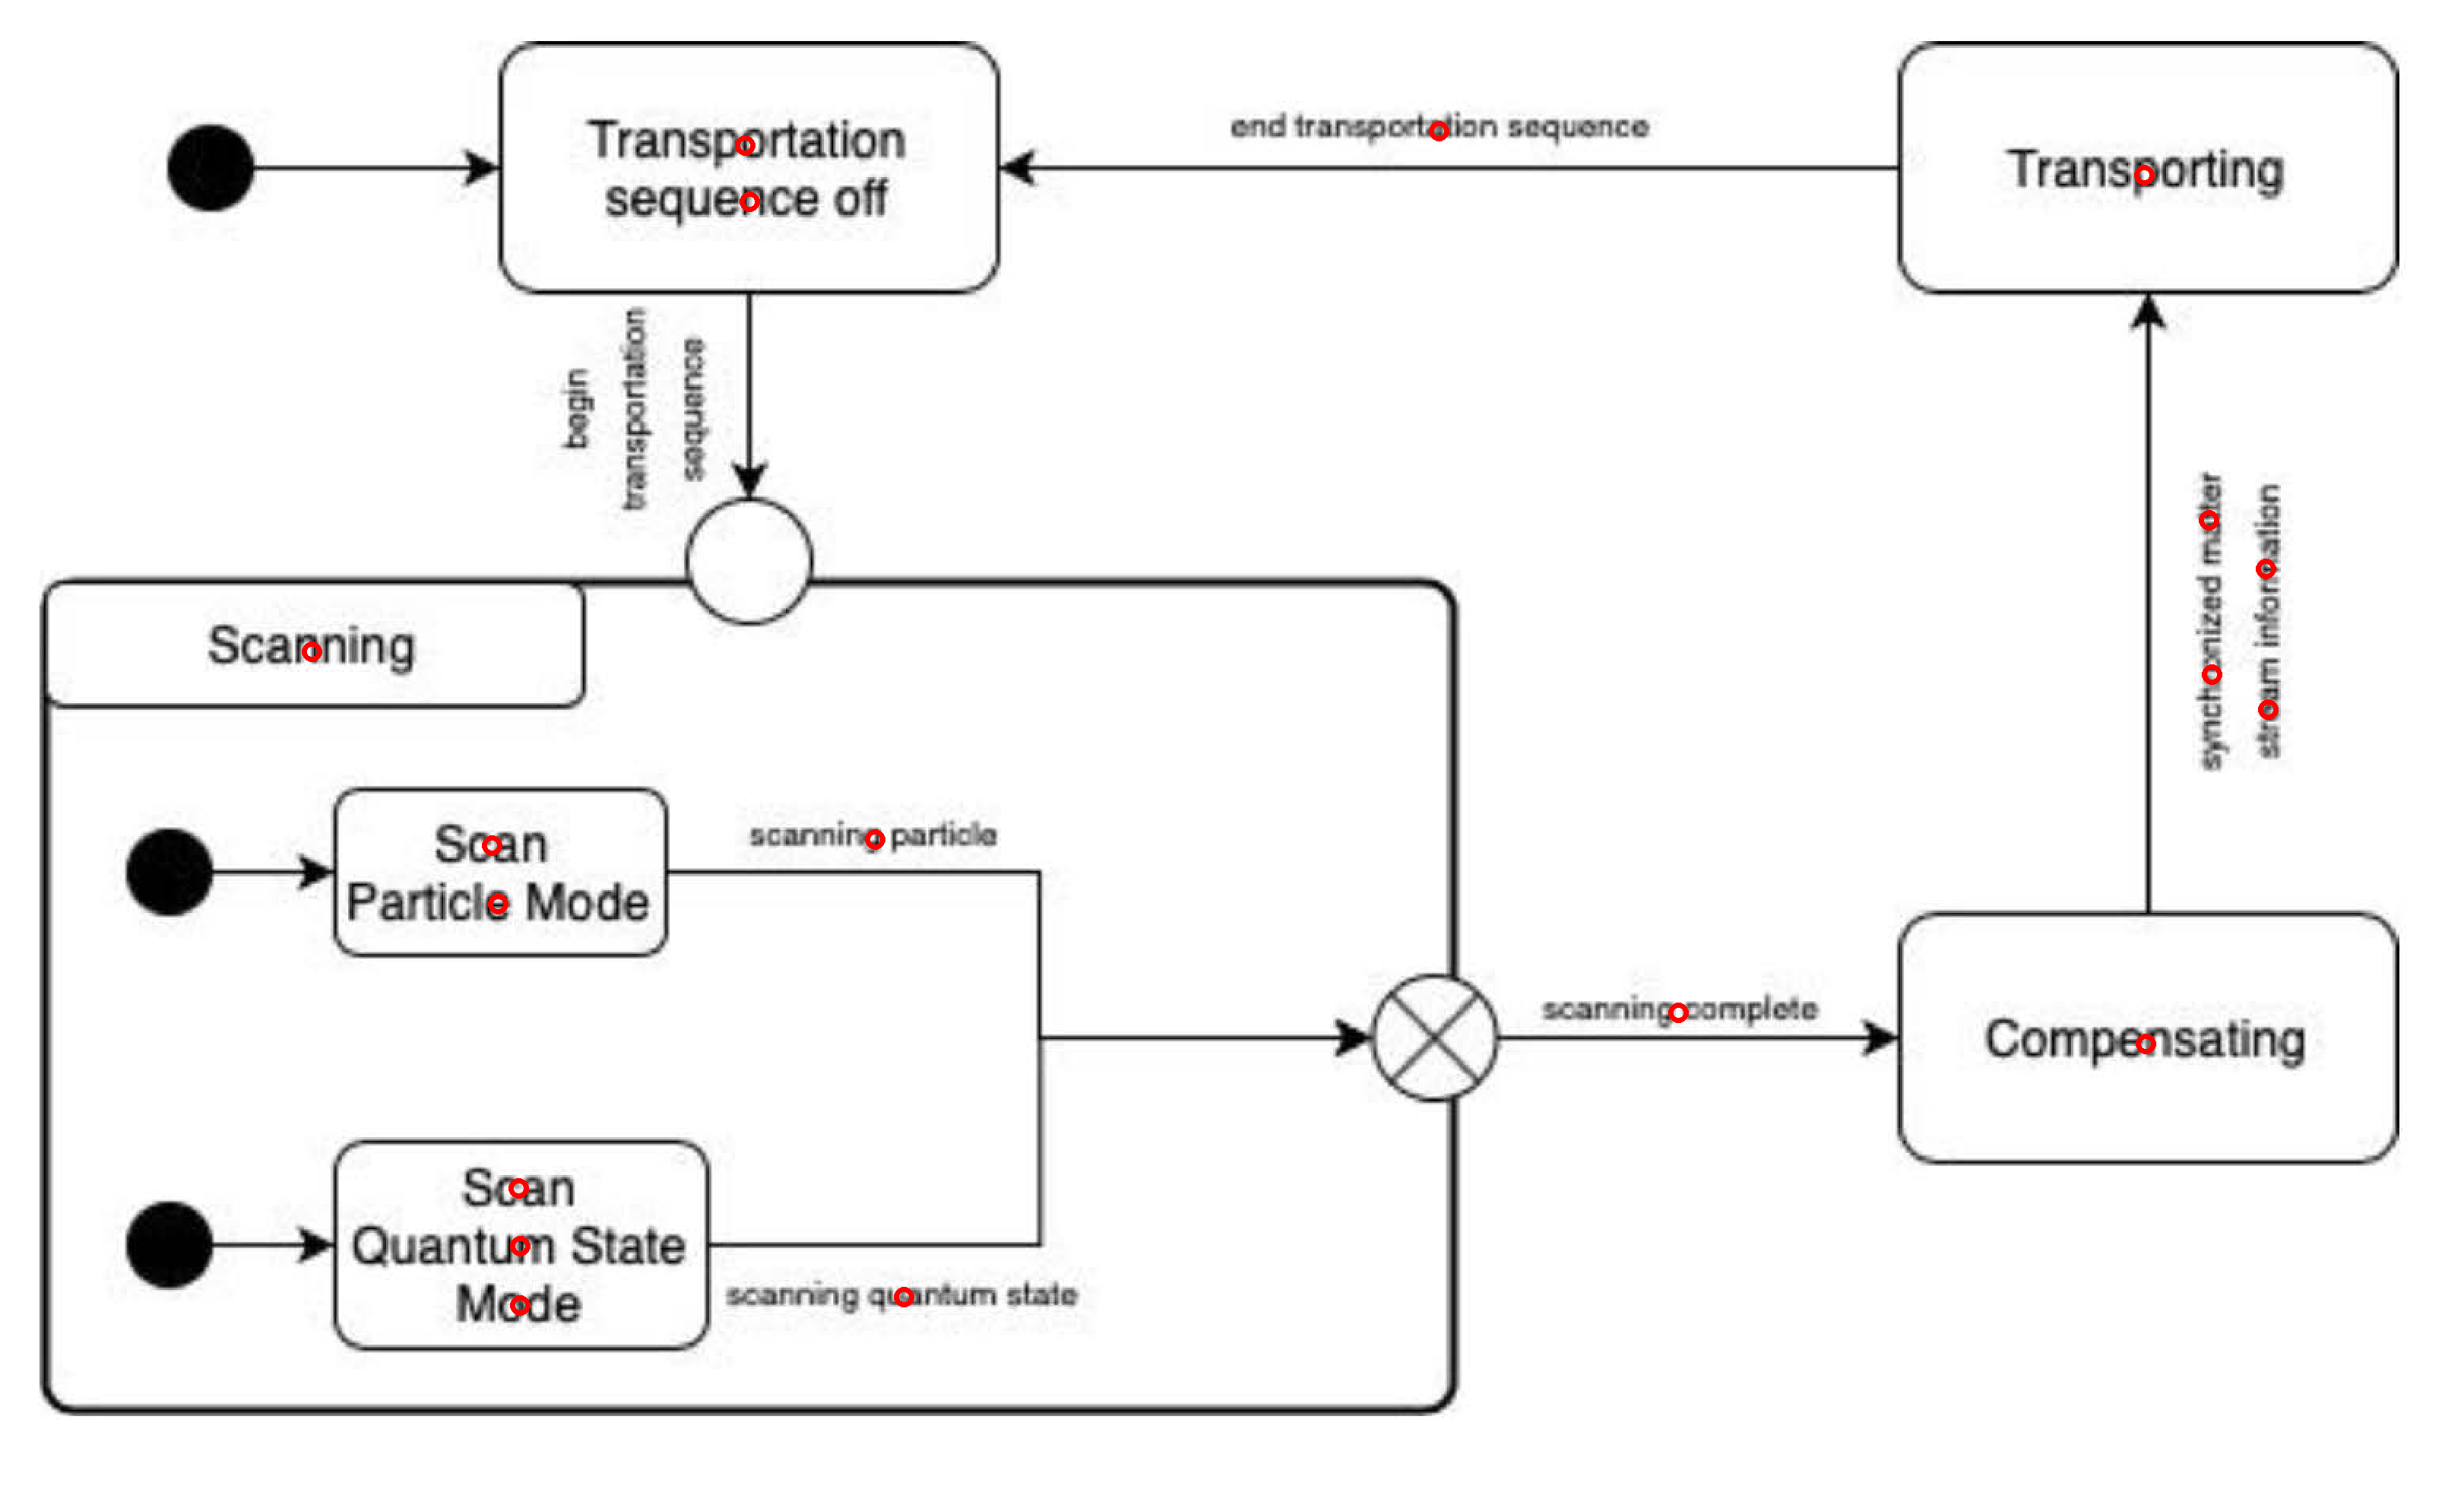 Transportation
sequence off
end transportation sequence
Transporting
begin
transportation
sequence
Scanning
synchonized matter
stream information
Scan
Particle Mode
scanning particle
scanning complete
Compensating
Scan
Quantum State
Mode
scanning quantum state